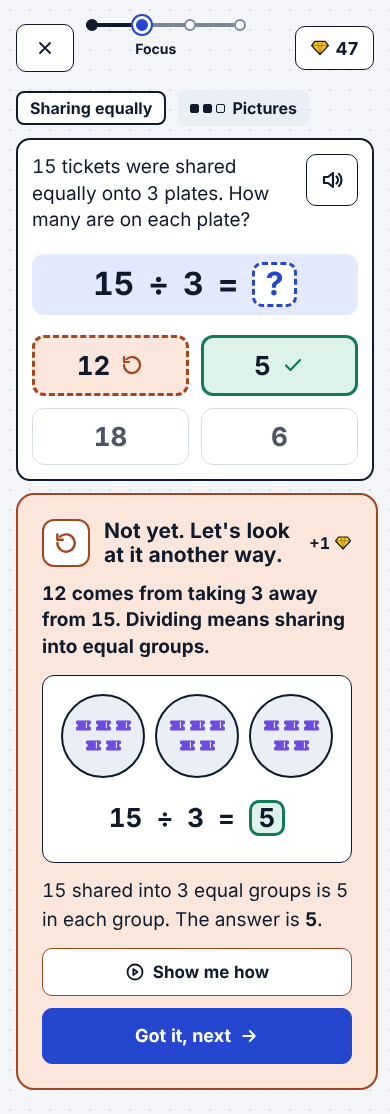 47
Focus
Sharing equally
Pictures
15 tickets were shared
equally onto 3 plates. How
many are on each plate?
15 ÷ 3 = ?
12
5
18
6
Not yet. Let's look
at it another way.
+1
12 comes from taking 3 away
from 15. Dividing means sharing
into equal groups.
15 ÷ 3 = 5
15 shared into 3 equal groups is 5
in each group. The answer is 5.
Show me how
Got it, next →